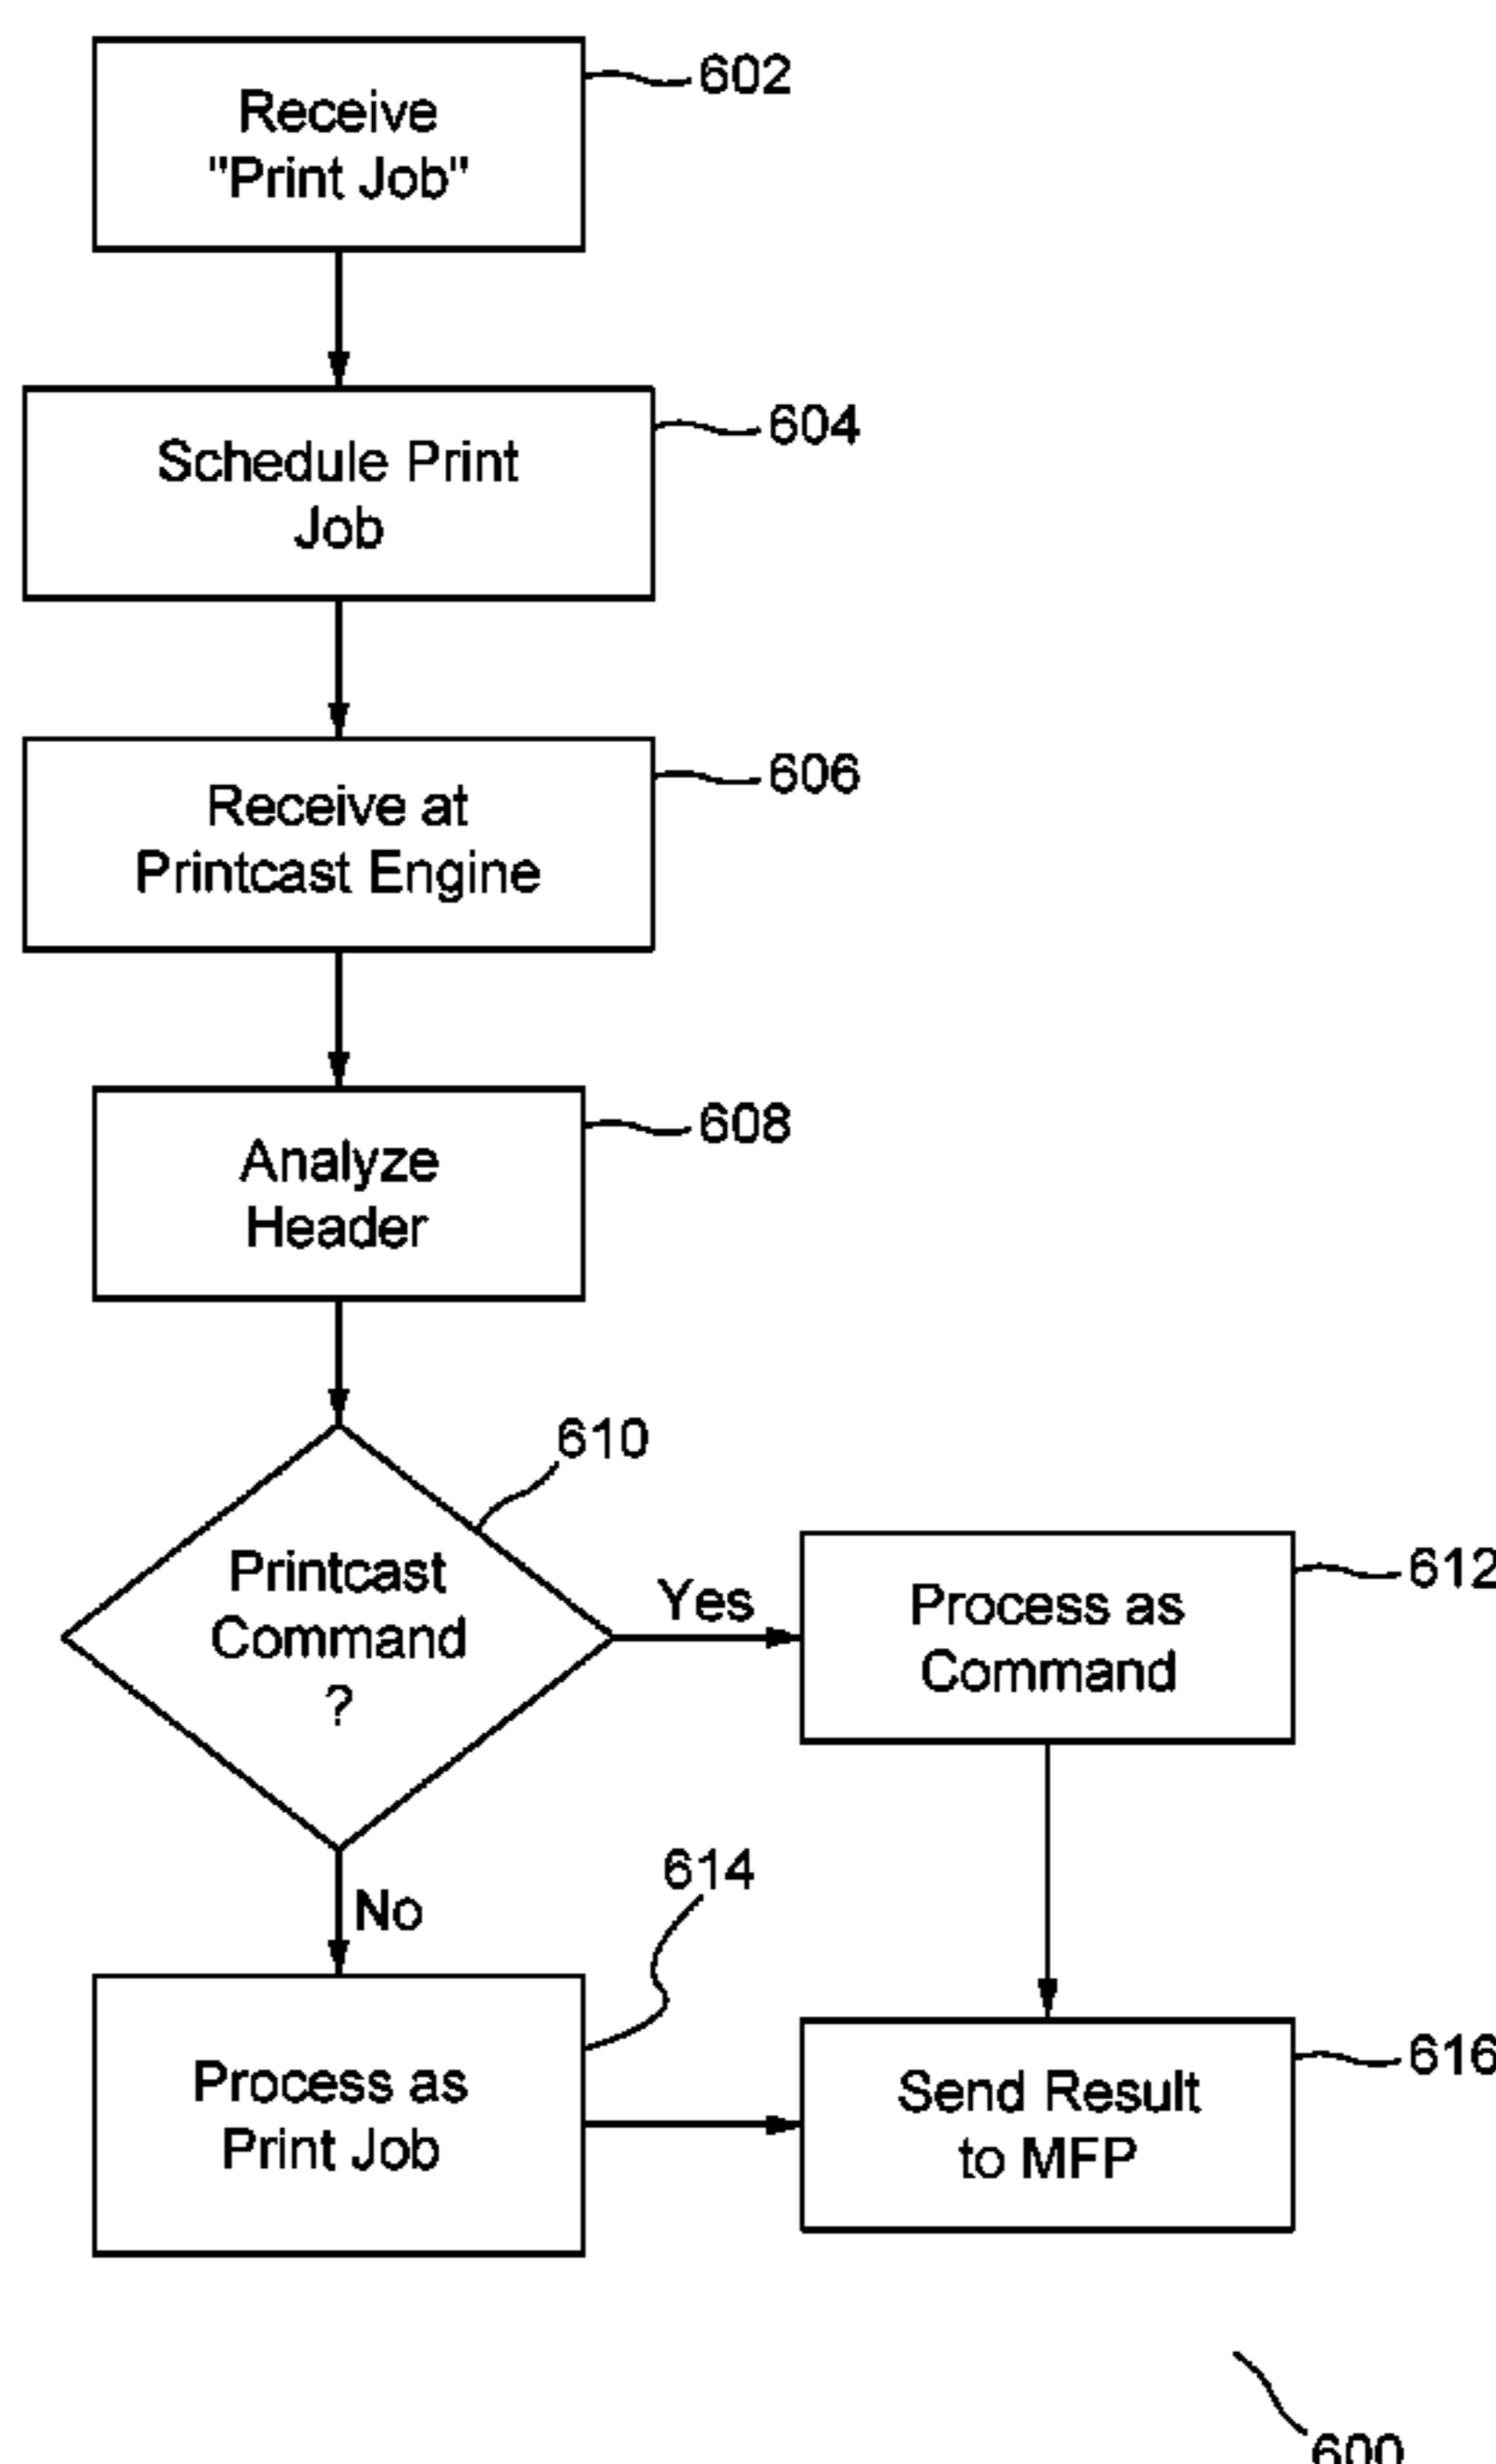 Receive
"Print Job"
602
Schedule Print
Job
604
Receive at
Printcast Engine
606
Analyze
Header
608
Printcast
Command
?
610
Yes
Process as
Command
612
No
614
Process as
Print Job
Send Result
to MFP
616
600